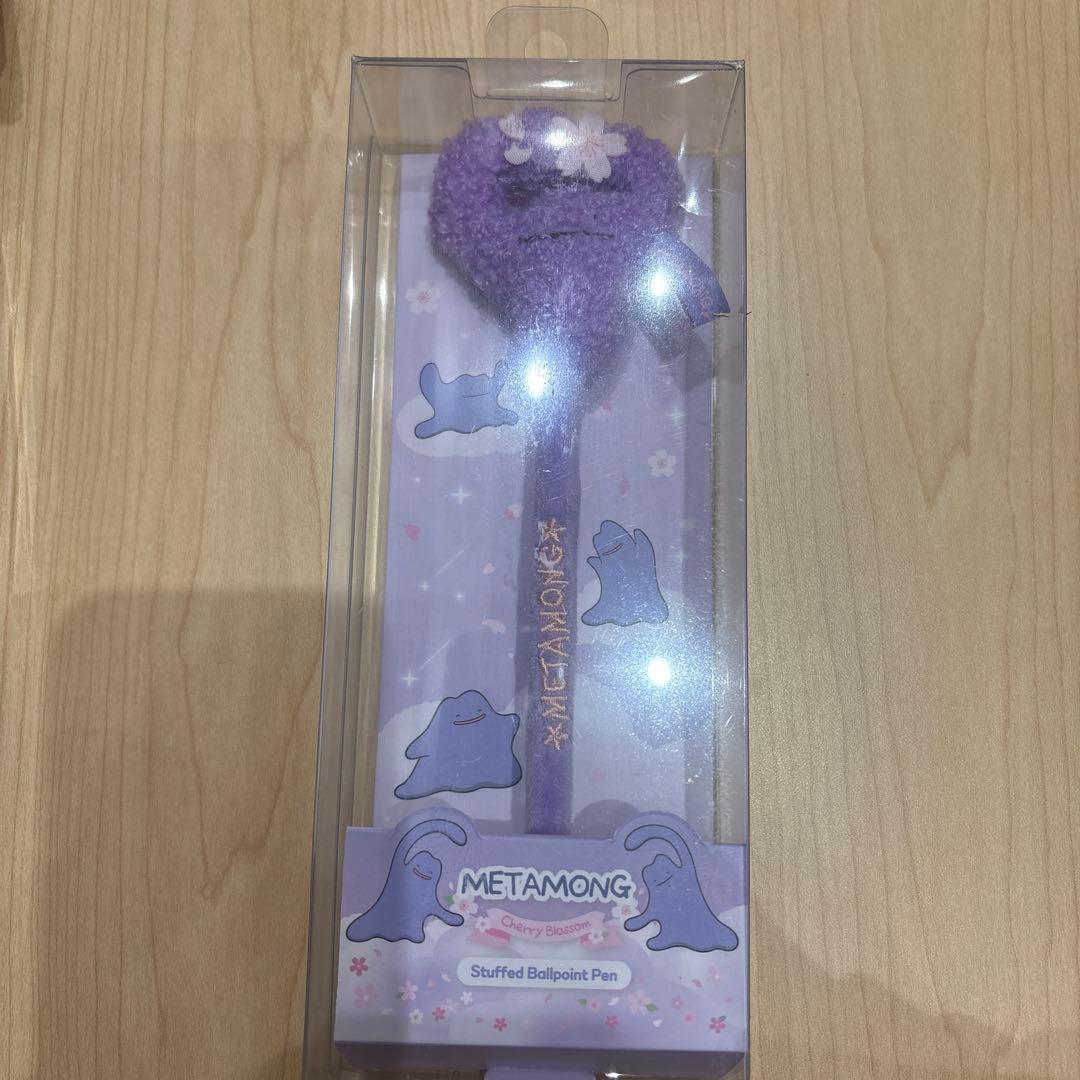 ★METAMONG★
METAMONG
Cherry Blossom
Stuffed Ballpoint Pen